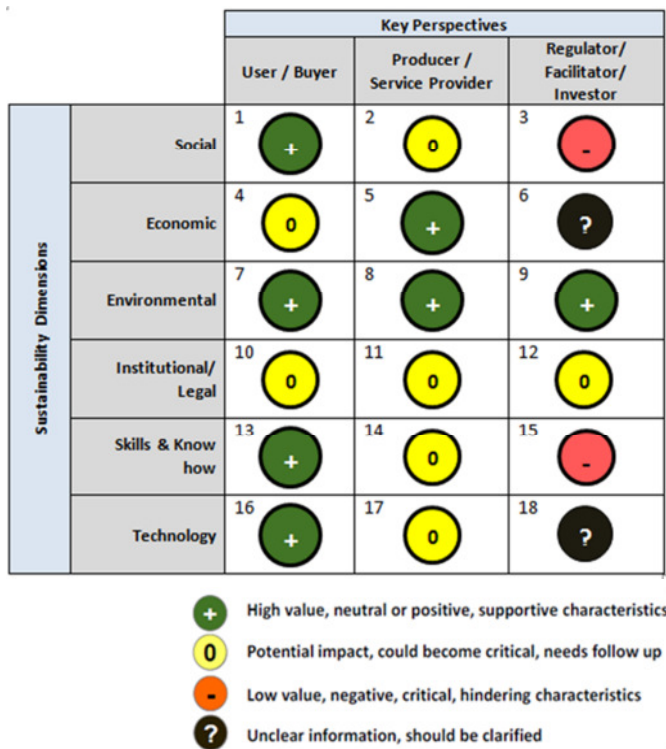 Key Perspectives
User / Buyer
Producer /
Service Provider
Regulator/
Facilitator/
Investor
Sustainability Dimensions
Social
1
+
2
0
3
-
Economic
4
0
5
+
6
?
Environmental
7
+
8
+
9
+
Institutional/
Legal
10
0
11
0
12
0
Skills & Know
how
13
+
14
0
15
-
Technology
16
+
17
0
18
?
+ High value, neutral or positive, supportive characteristics
0 Potential impact, could become critical, needs follow up
- Low value, negative, critical, hindering characteristics
? Unclear information, should be clarified